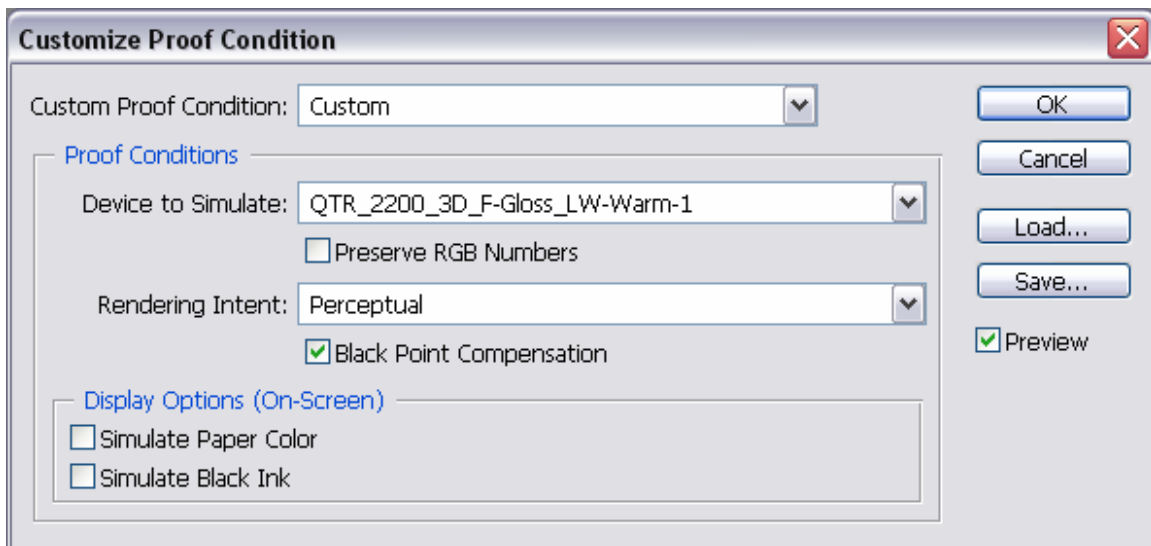 Customize Proof Condition
Custom Proof Condition: Custom
OK
Proof Conditions
Cancel
Device to Simulate: QTR_2200_3D_F-Gloss_LW-Warm-1
Load...
Preserve RGB Numbers
Save...
Rendering Intent: Perceptual
Preview
Black Point Compensation
Display Options (On-Screen)
Simulate Paper Color
Simulate Black Ink